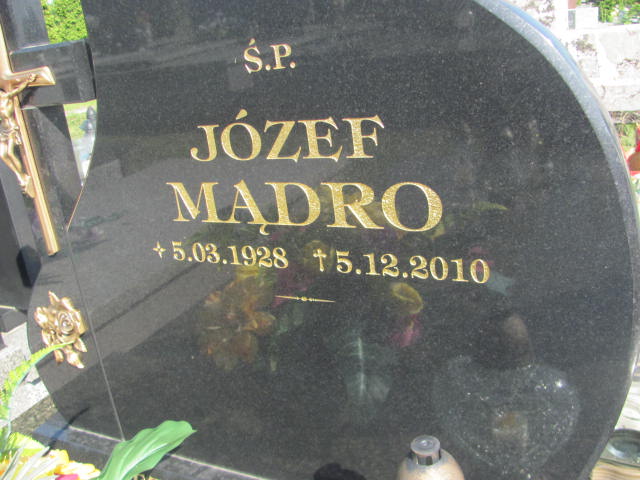 Ś.P.
JÓZEF
MĄDRO
✧ 5.03.1928 † 5.12.2010